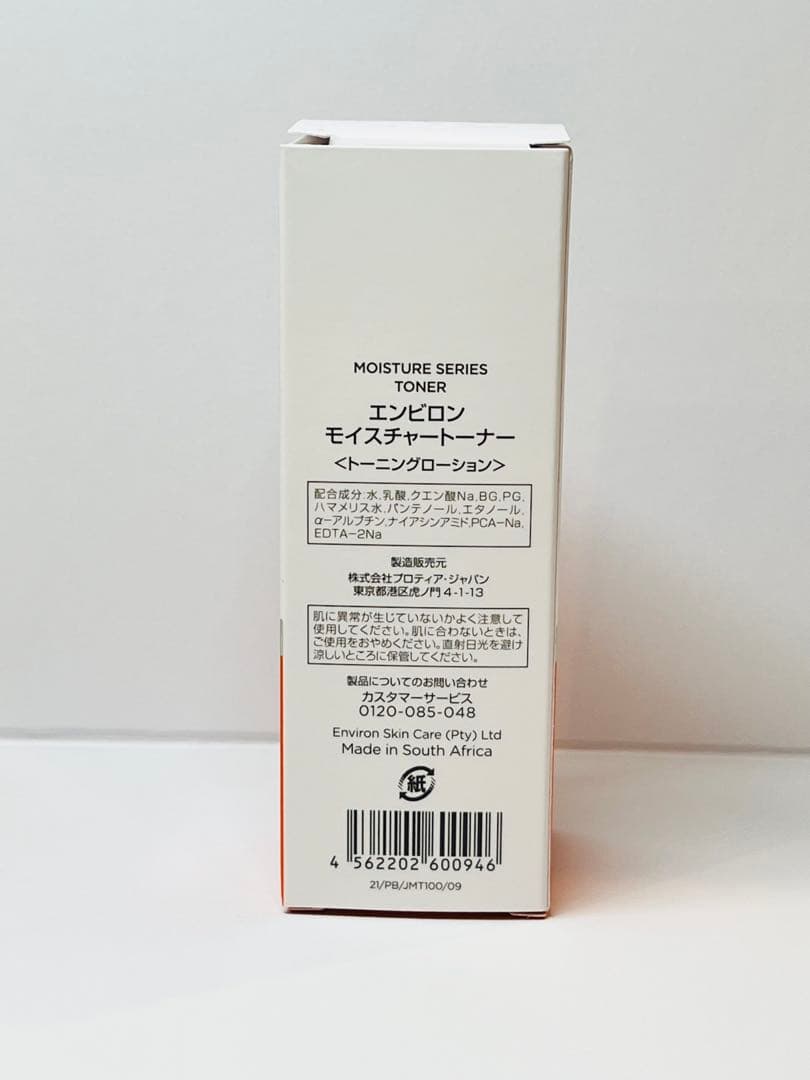 MOISTURE SERIES
TONER
エンビロン
モイスチャートーナー
<トーニングローション>
配合成分:水,乳酸,クエン酸Na,BG,PG,
ハマメリス水,パンテノール,エタノール,
α-アルブチン,ナイアシンアミド,PCA-Na,
EDTA-2Na
製造販売元
株式会社プロティア・ジャパン
東京都港区虎ノ門4-1-13
肌に異常が生じていないかよく注意して
使用してください。肌に合わないときは、
ご使用をおやめください。直射日光を避け
涼しいところに保管してください。
製品についてのお問い合わせ
カスタマーサービス
0120-085-048
Environ Skin Care (Pty) Ltd
Made in South Africa
紙
4 562202 600946
21/PB/JMT100/09